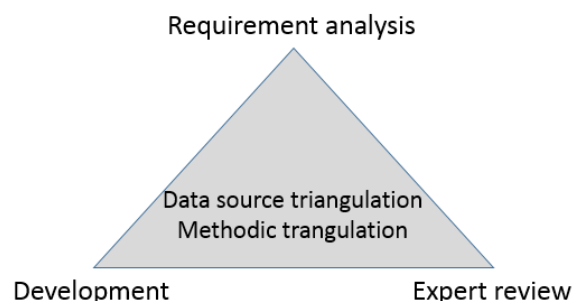 Requirement analysis
Data source triangulation
Methodic trangulation
Development
Expert review